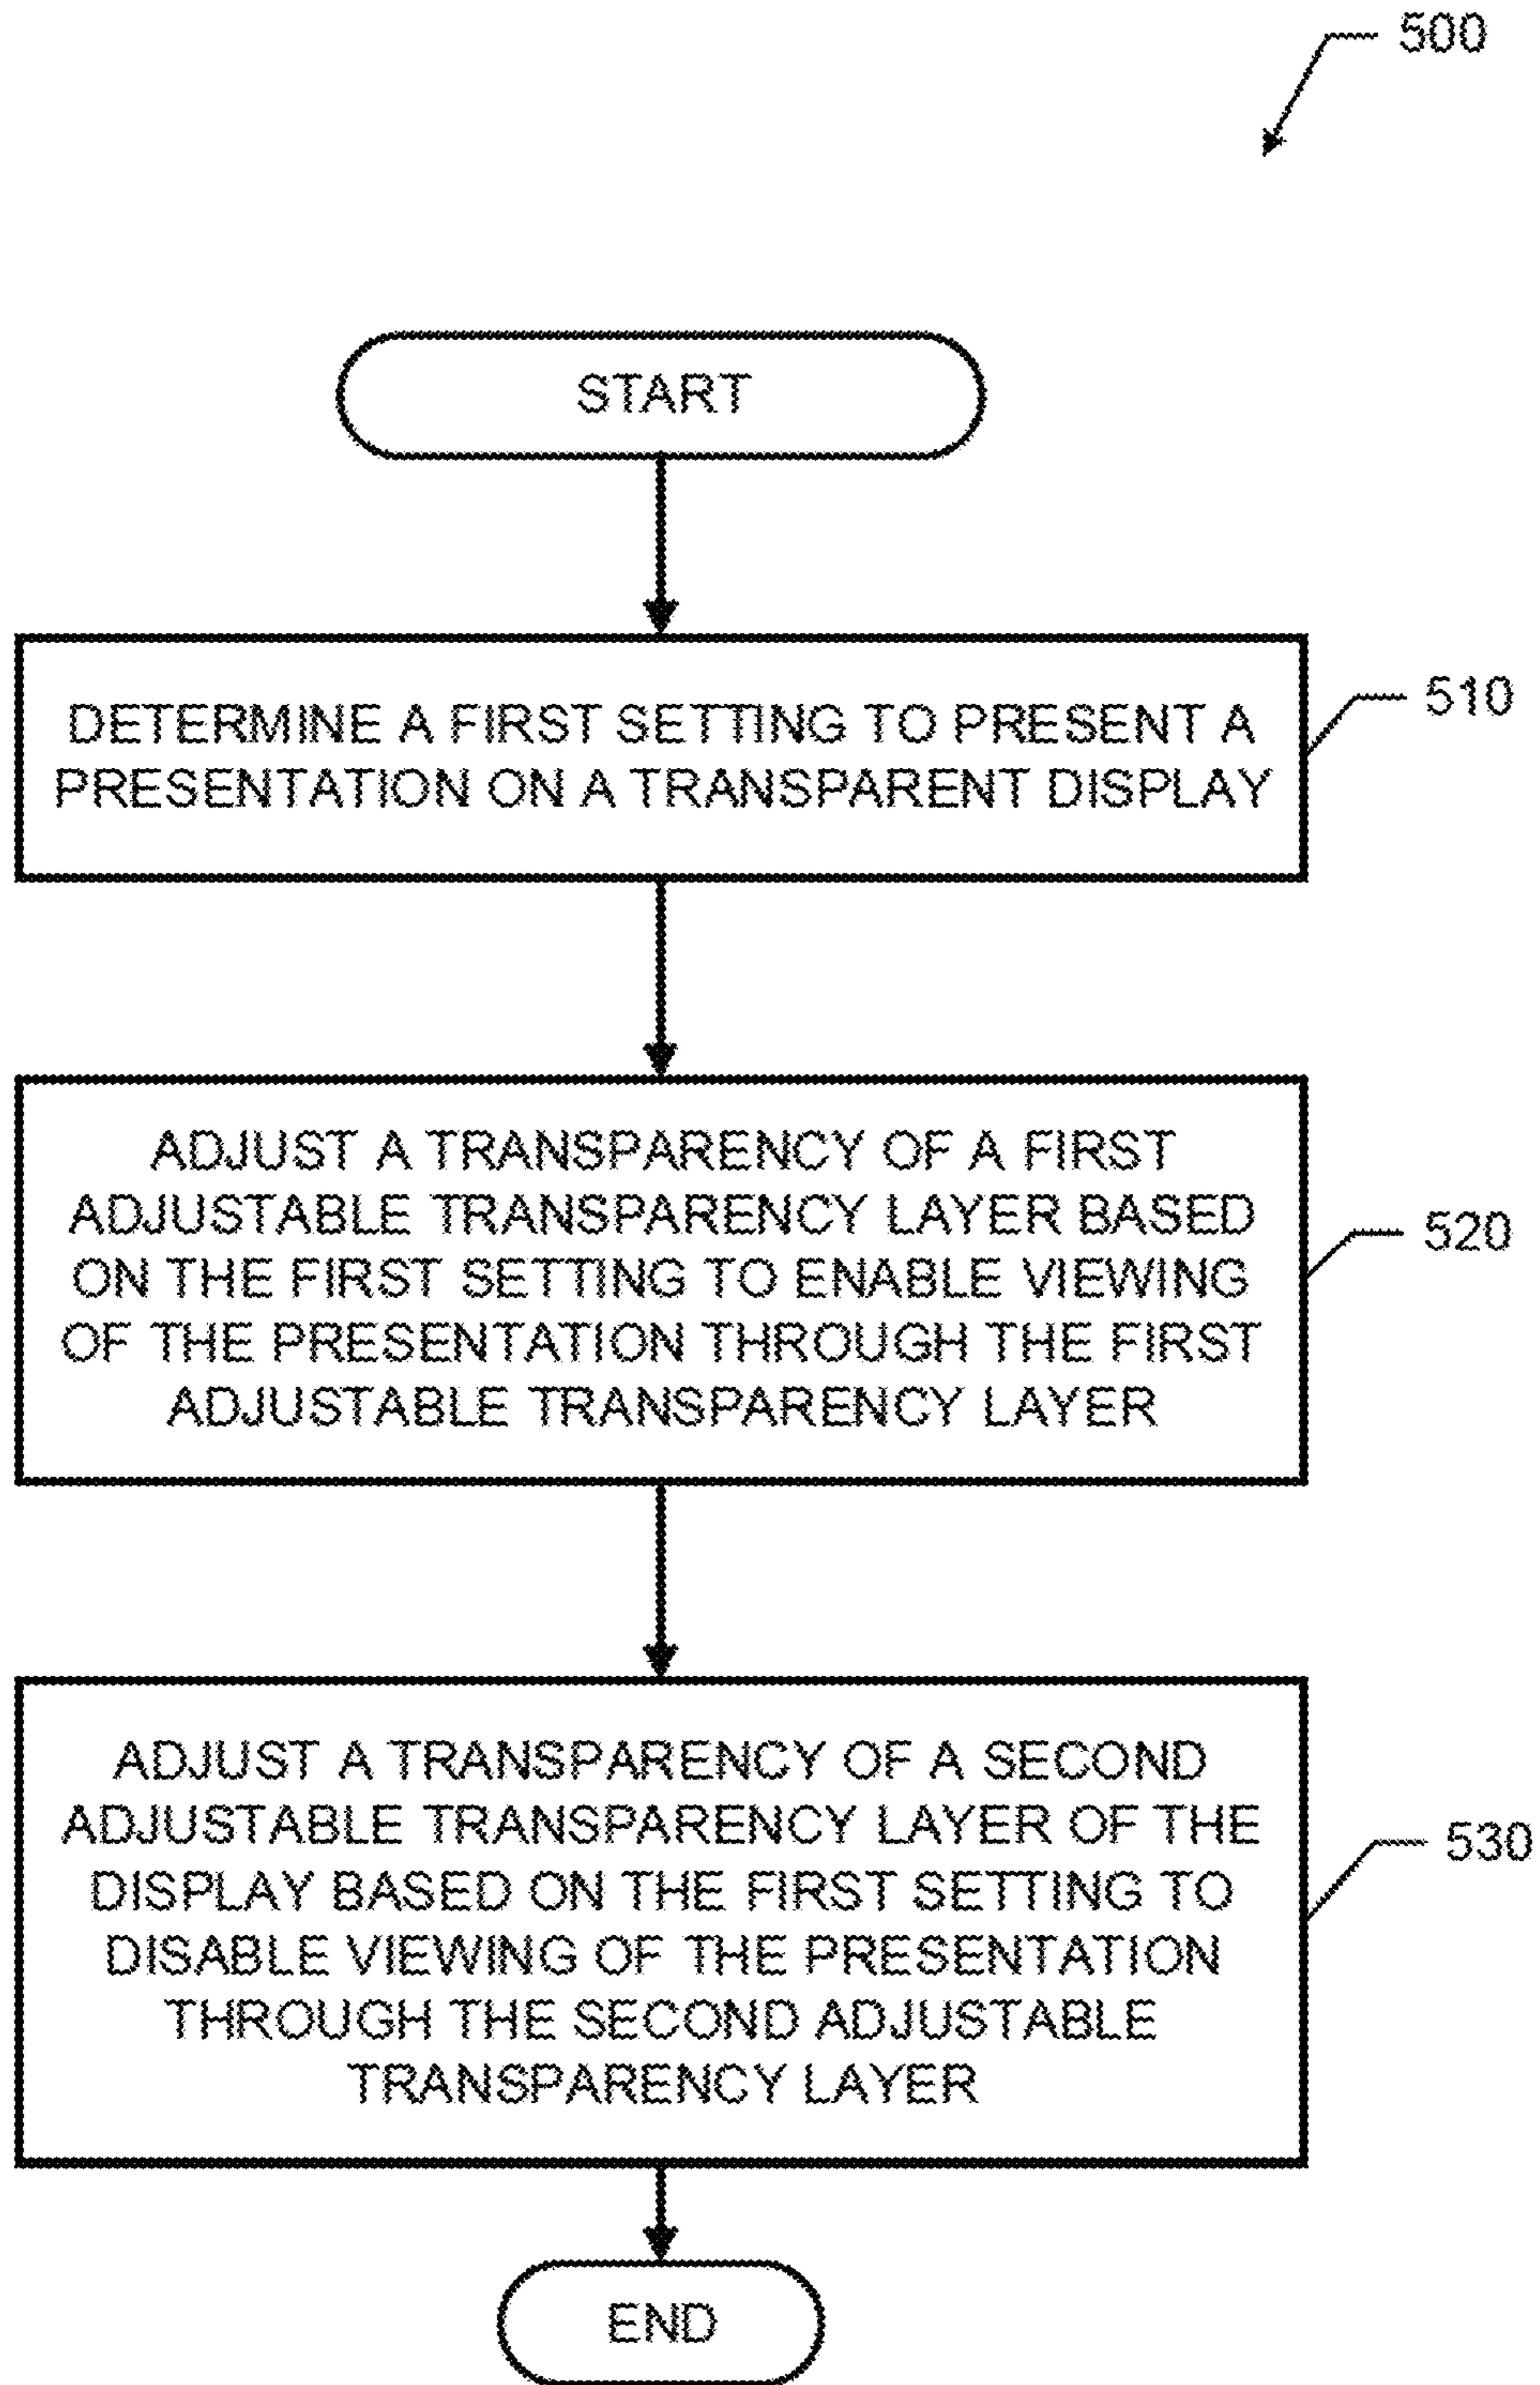 500
START
DETERMINE A FIRST SETTING TO PRESENT A
PRESENTATION ON A TRANSPARENT DISPLAY
510
ADJUST A TRANSPARENCY OF A FIRST
ADJUSTABLE TRANSPARENCY LAYER BASED
ON THE FIRST SETTING TO ENABLE VIEWING
OF THE PRESENTATION THROUGH THE FIRST
ADJUSTABLE TRANSPARENCY LAYER
520
ADJUST A TRANSPARENCY OF A SECOND
ADJUSTABLE TRANSPARENCY LAYER OF THE
DISPLAY BASED ON THE FIRST SETTING TO
DISABLE VIEWING OF THE PRESENTATION
THROUGH THE SECOND ADJUSTABLE
TRANSPARENCY LAYER
530
END